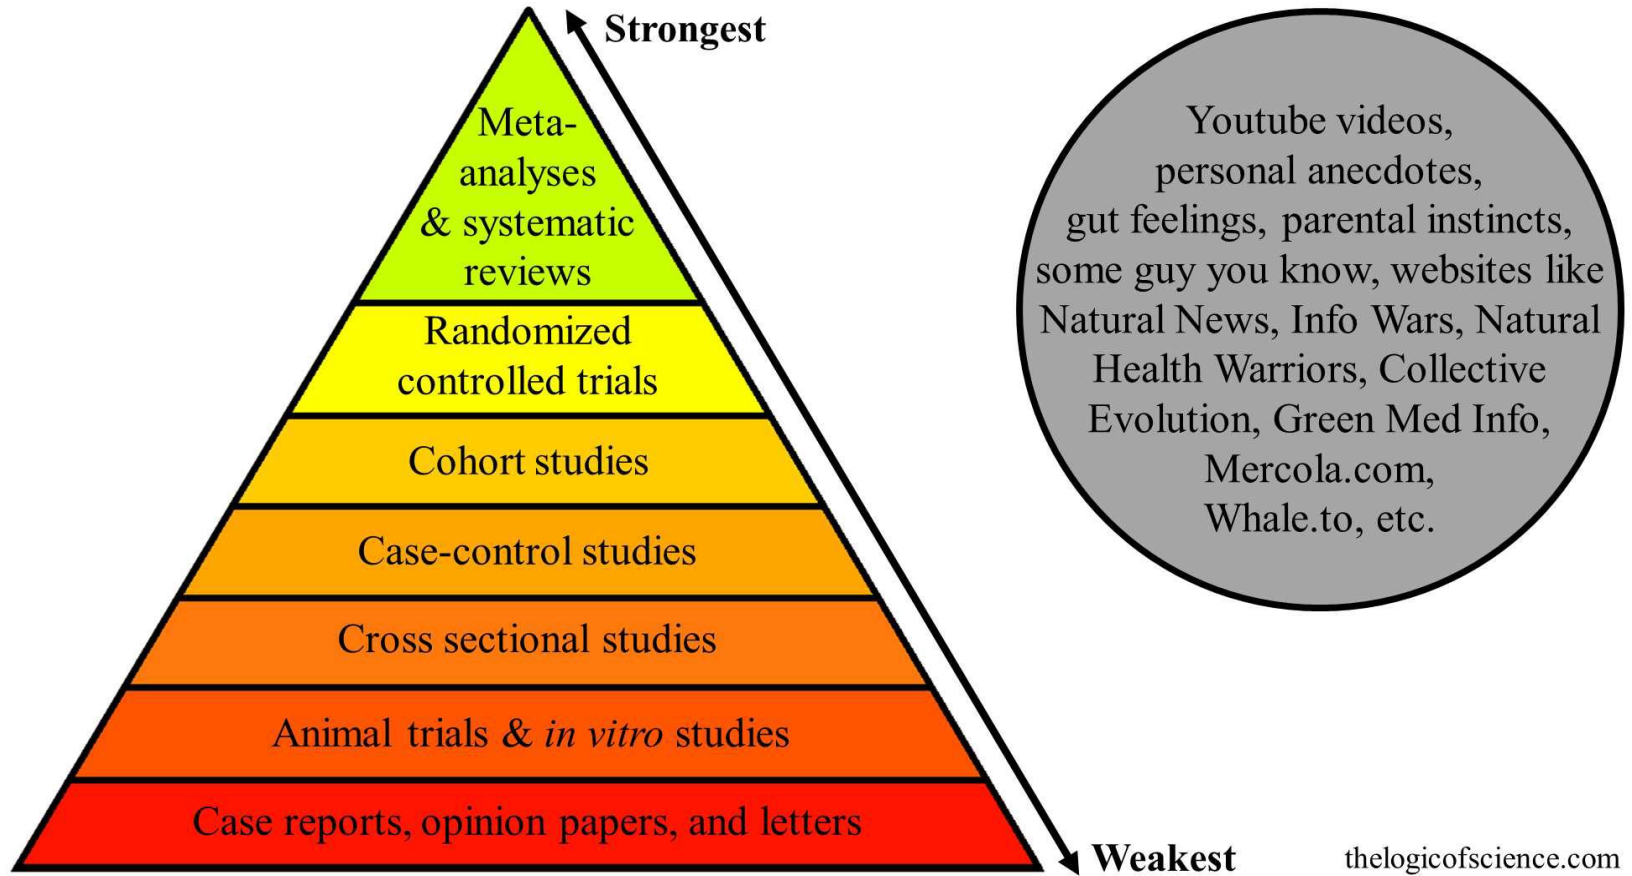 Strongest
Meta-
analyses
& systematic
reviews
Randomized
controlled trials
Cohort studies
Case-control studies
Cross sectional studies
Animal trials & in vitro studies
Case reports, opinion papers, and letters
Weakest
Youtube videos,
personal anecdotes,
gut feelings, parental instincts,
some guy you know, websites like
Natural News, Info Wars, Natural
Health Warriors, Collective
Evolution, Green Med Info,
Mercola.com,
Whale.to, etc.
thelogicofscience.com